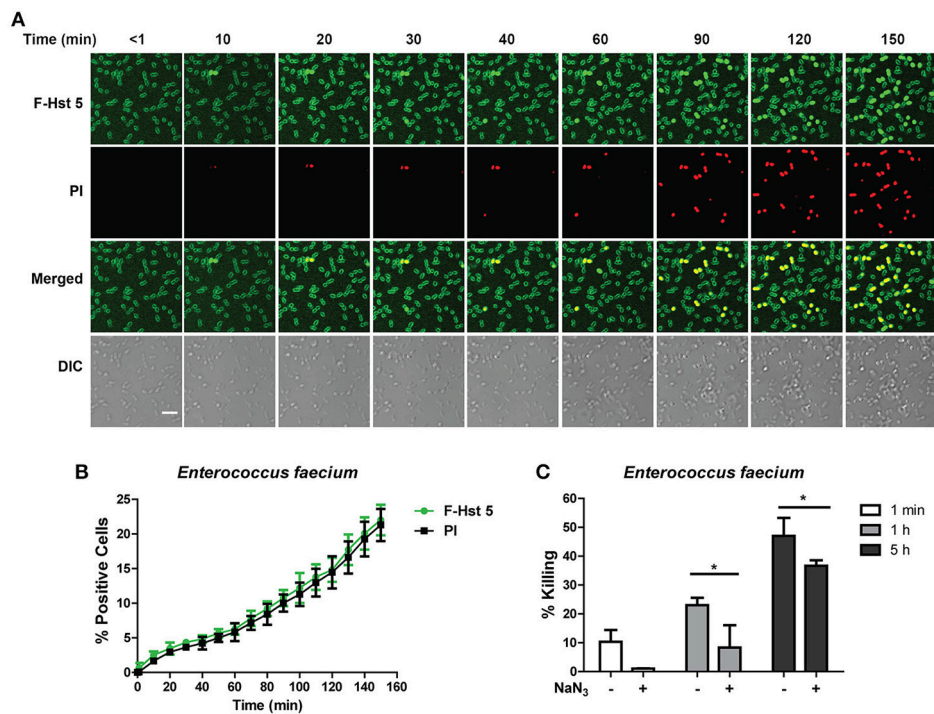 A
Time (min) <1 10 20 30 40 60 90 120 150
F-Hst 5
PI
Merged
DIC
B
Enterococcus faecium
% Positive Cells
25
20
15
10
5
0
0 20 40 60 80 100 120 140 160
Time (min)
F-Hst 5
PI
C
Enterococcus faecium
% Killing
60
50
40
30
20
10
0
*
*
1 min
1 h
5 h
NaN₃ - + - + - +